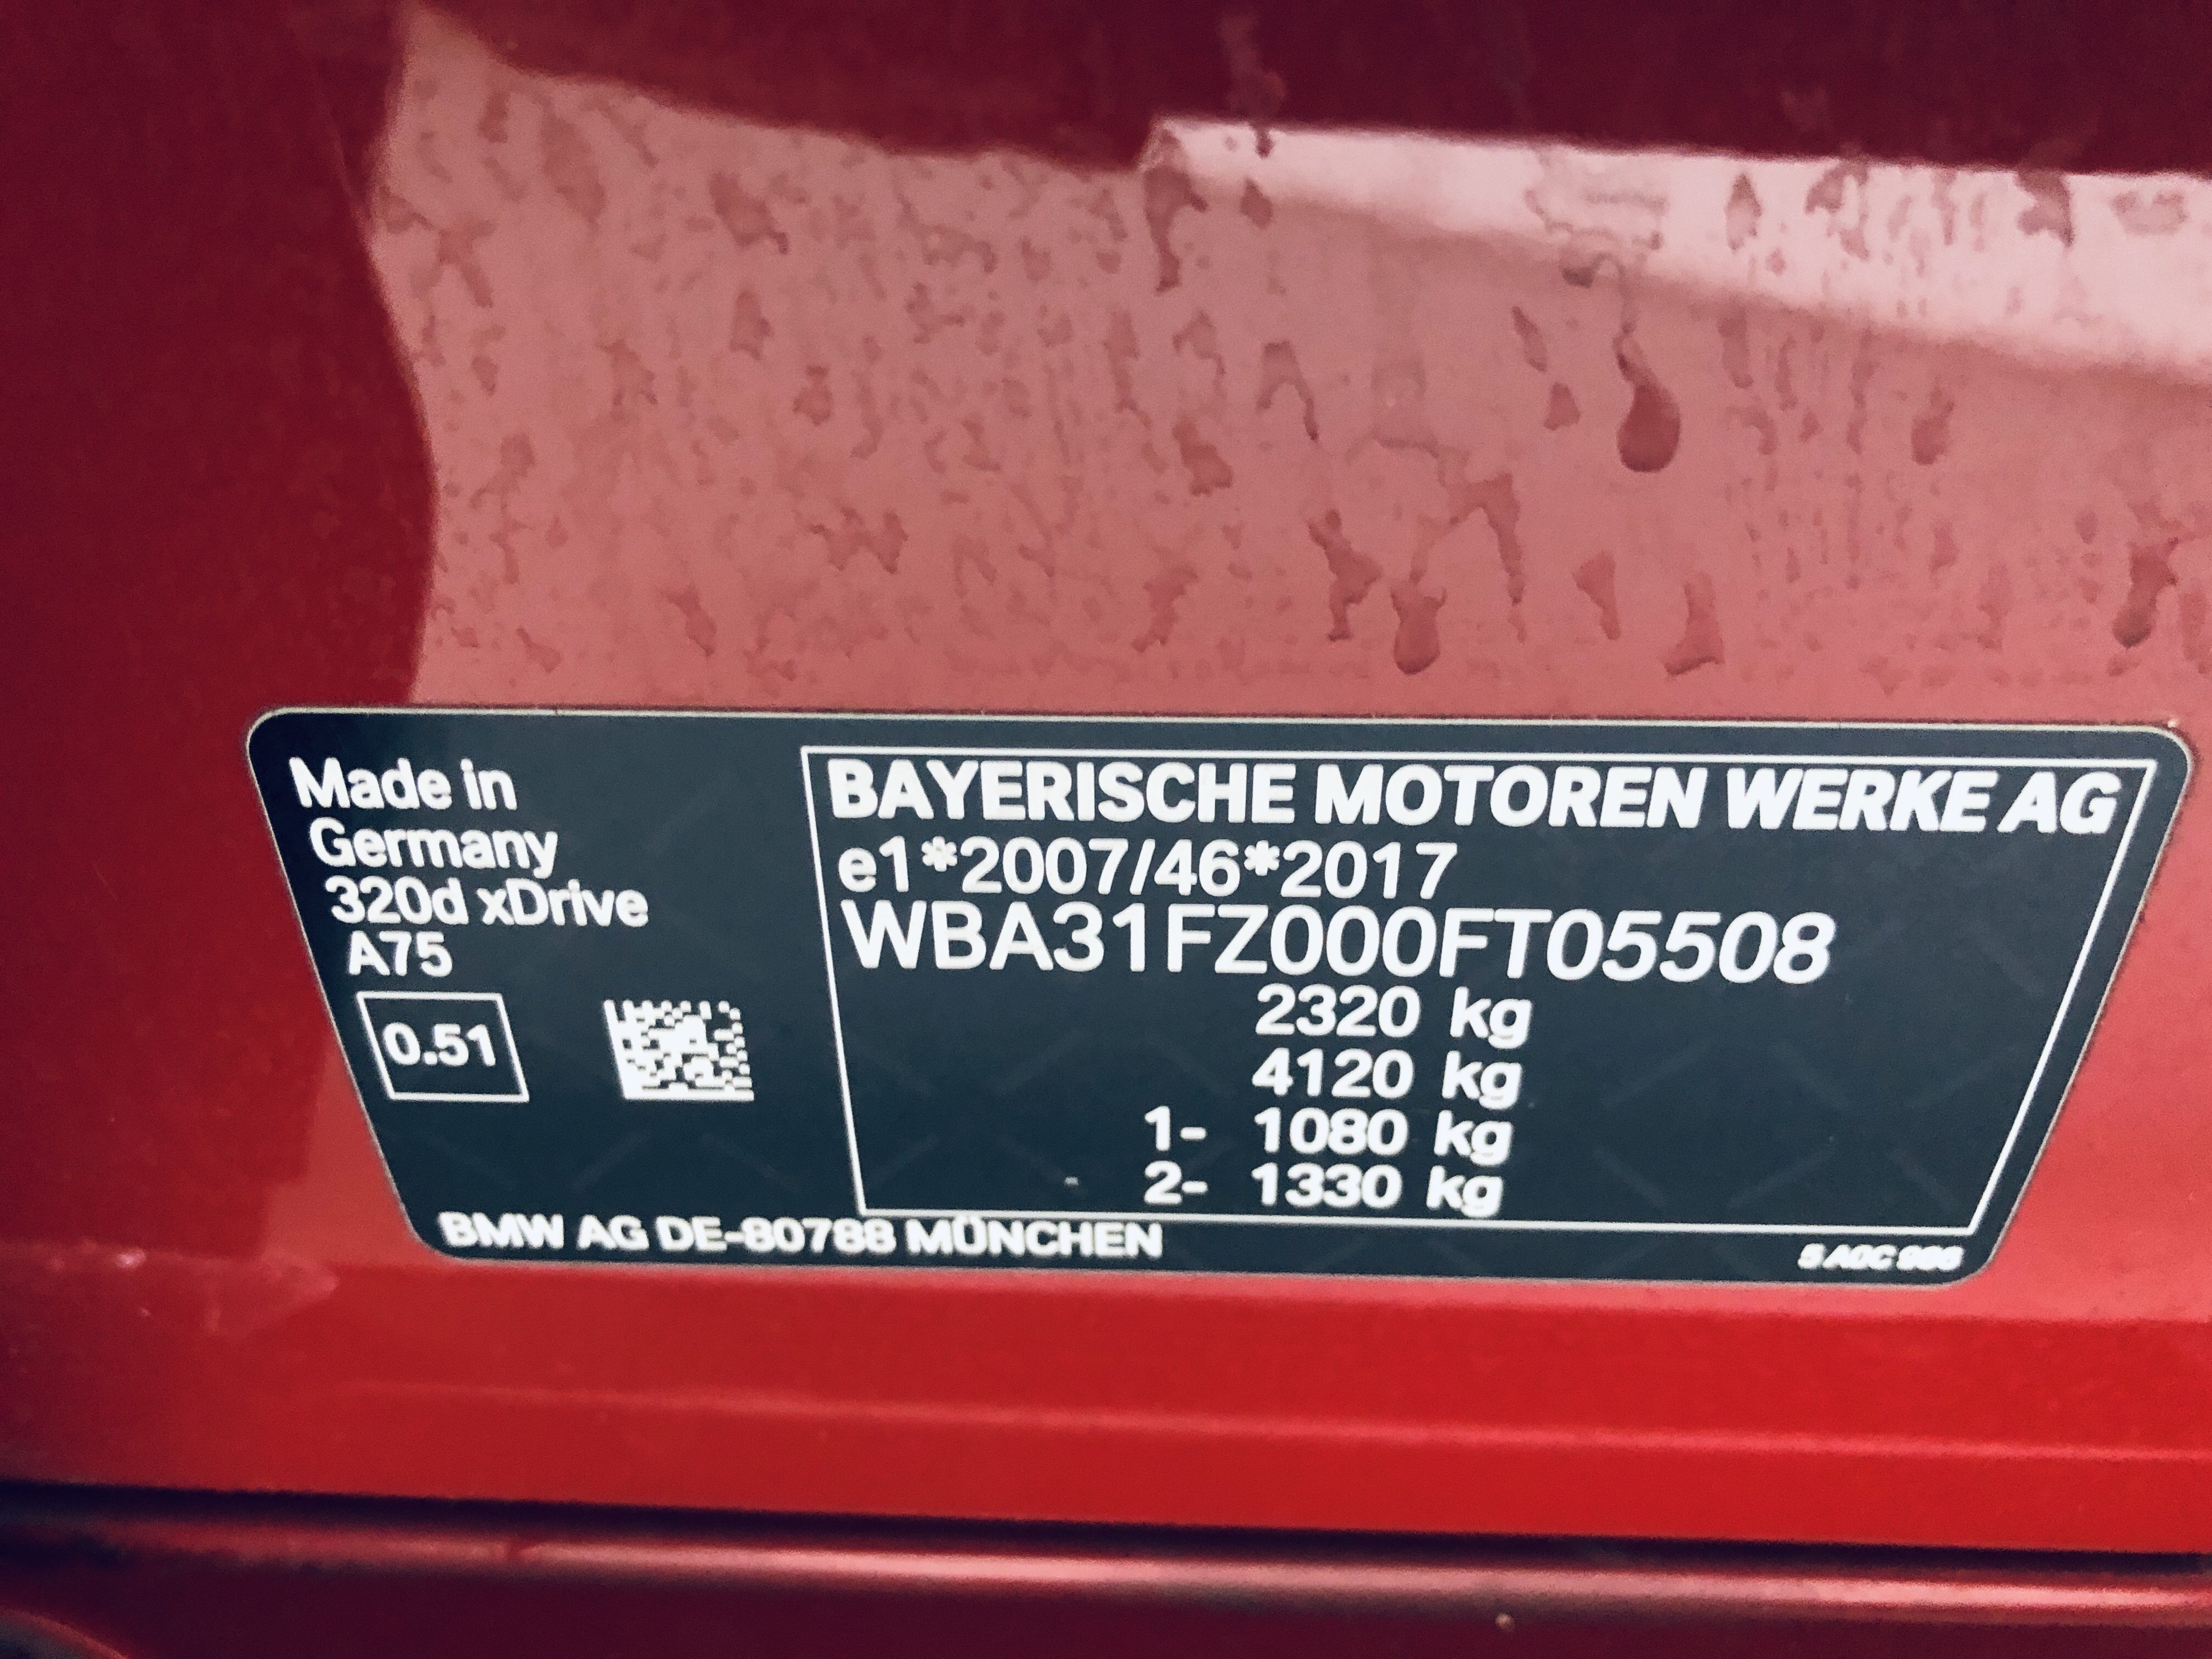 Made in
Germany
320d xDrive
A75
0.51
BAYERISCHE MOTOREN WERKE AG
e1*2007/46*2017
WBA31FZ000FT05508
2320 kg
4120 kg
1- 1080 kg
2- 1330 kg
BMW AG DE-80788 MÜNCHEN